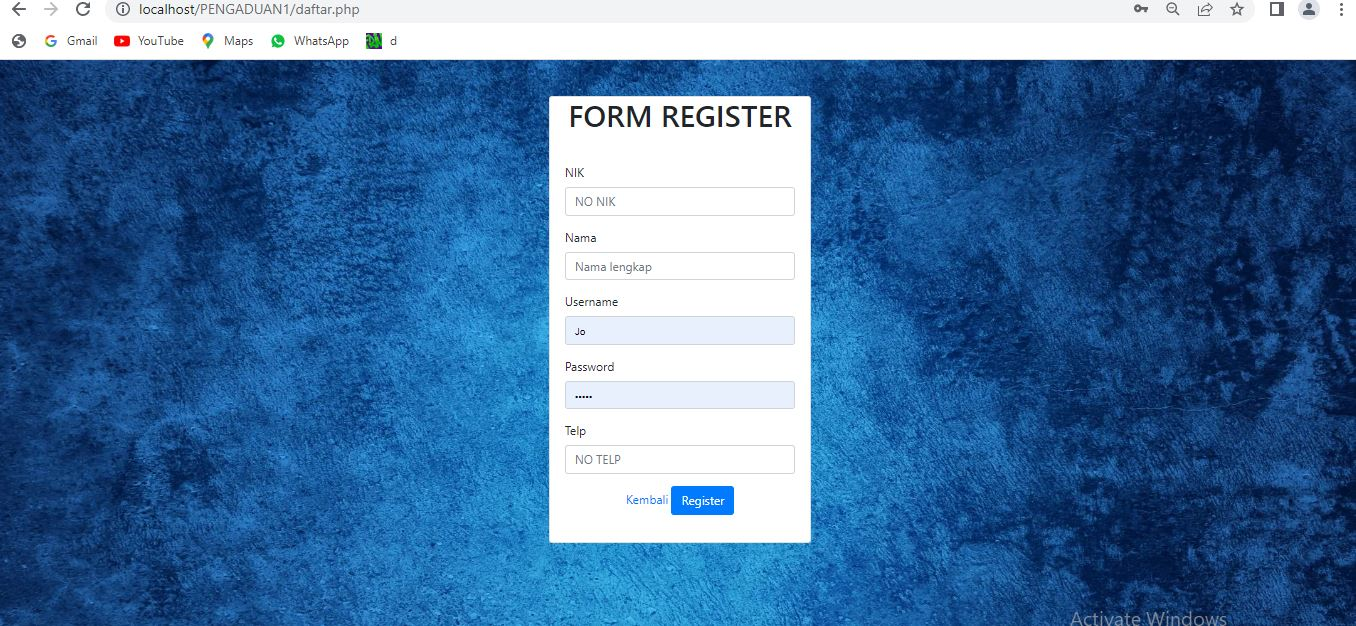 localhost/PENGADUAN1/daftar.php
Gmail YouTube Maps WhatsApp d
FORM REGISTER
NIK
NO NIK
Nama
Nama lengkap
Username
Jo
Password
•••••
Telp
NO TELP
Kembali Register
Activate Windows